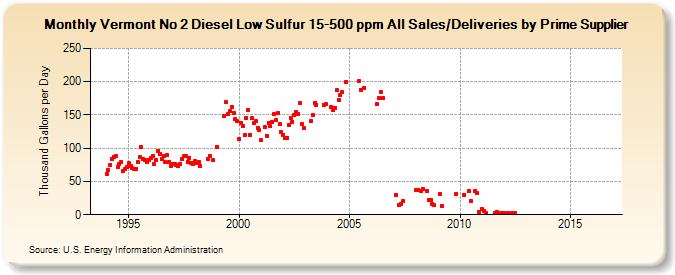 Monthly Vermont No 2 Diesel Low Sulfur 15-500 ppm All Sales/Deliveries by Prime Supplier
Thousand Gallons per Day
250
200
150
100
50
0
1995 2000 2005 2010 2015
Source: U.S. Energy Information Administration